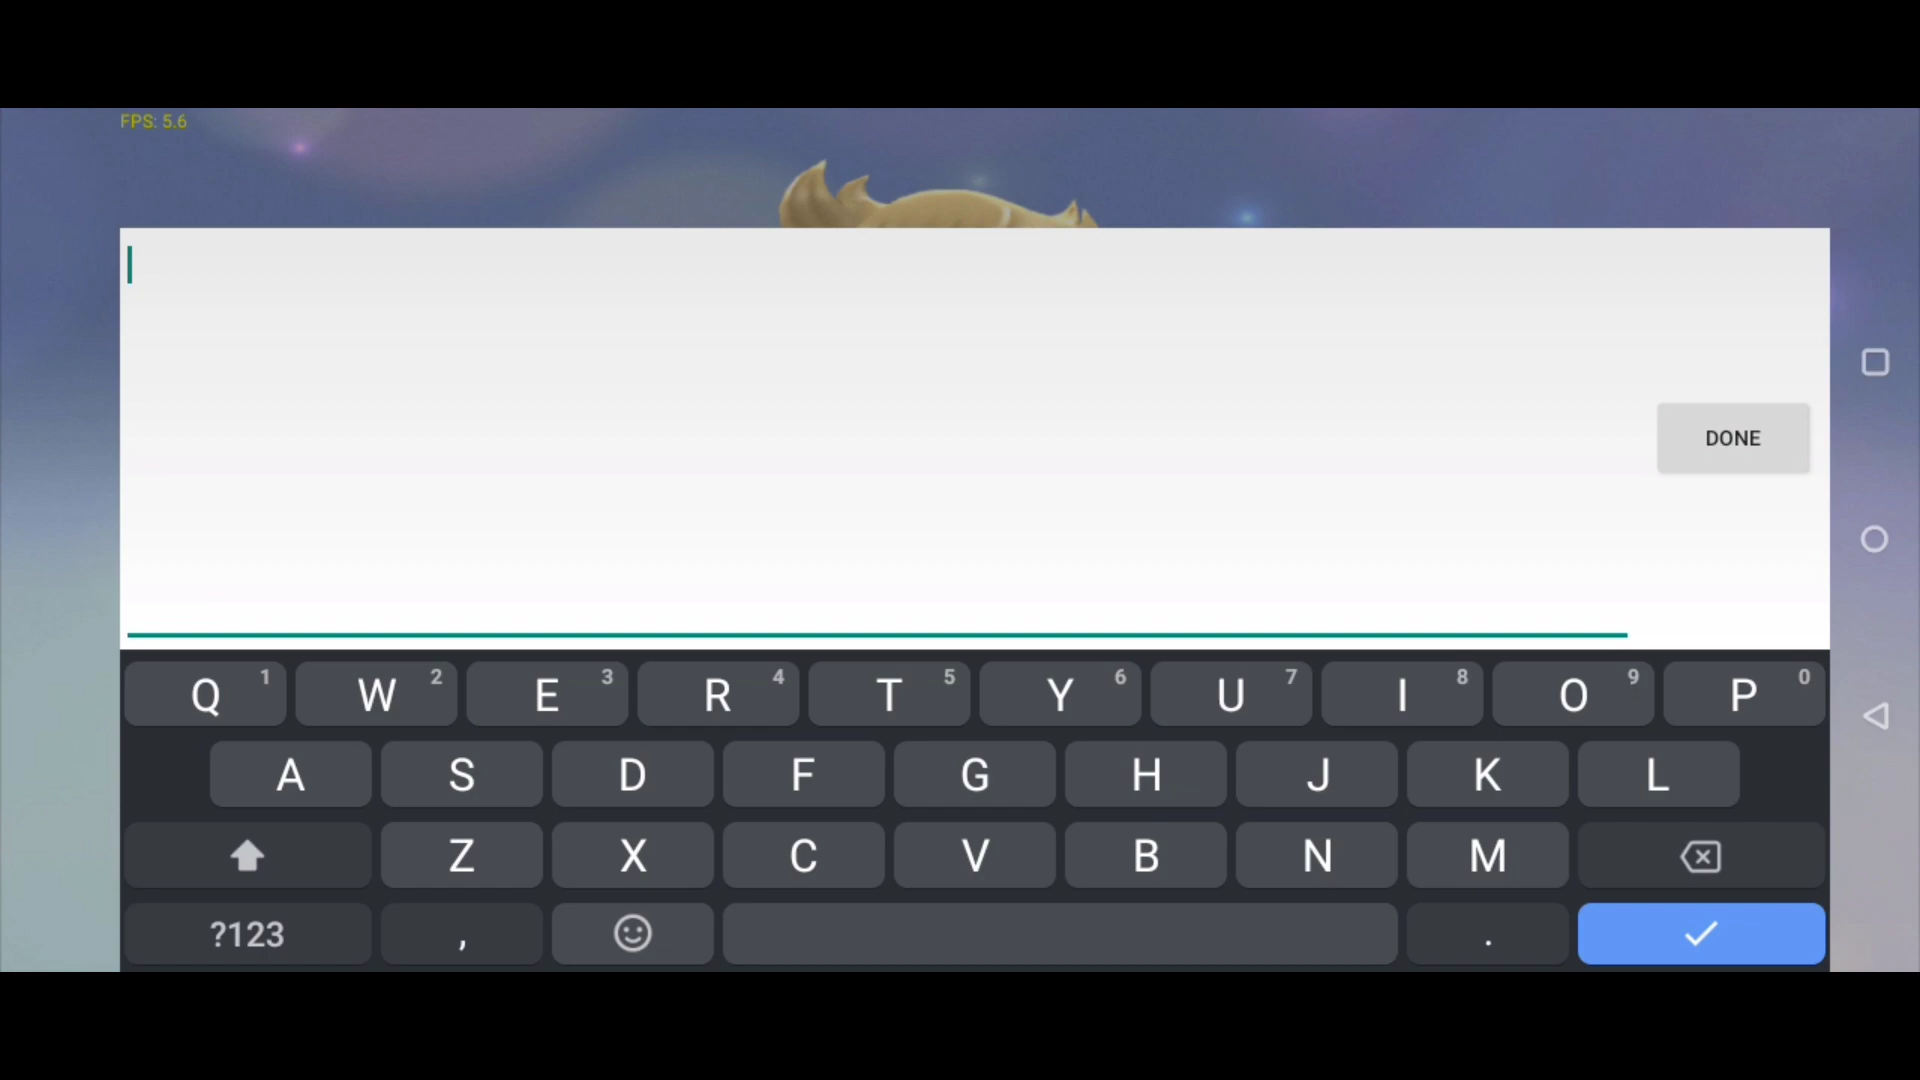 FPS: 5.6
DONE
Q 1 W 2 E 3 R 4 T 5 Y 6 U 7 I 8 O 9 P 0
A S D F G H J K L
Z X C V B N M
?123 , .